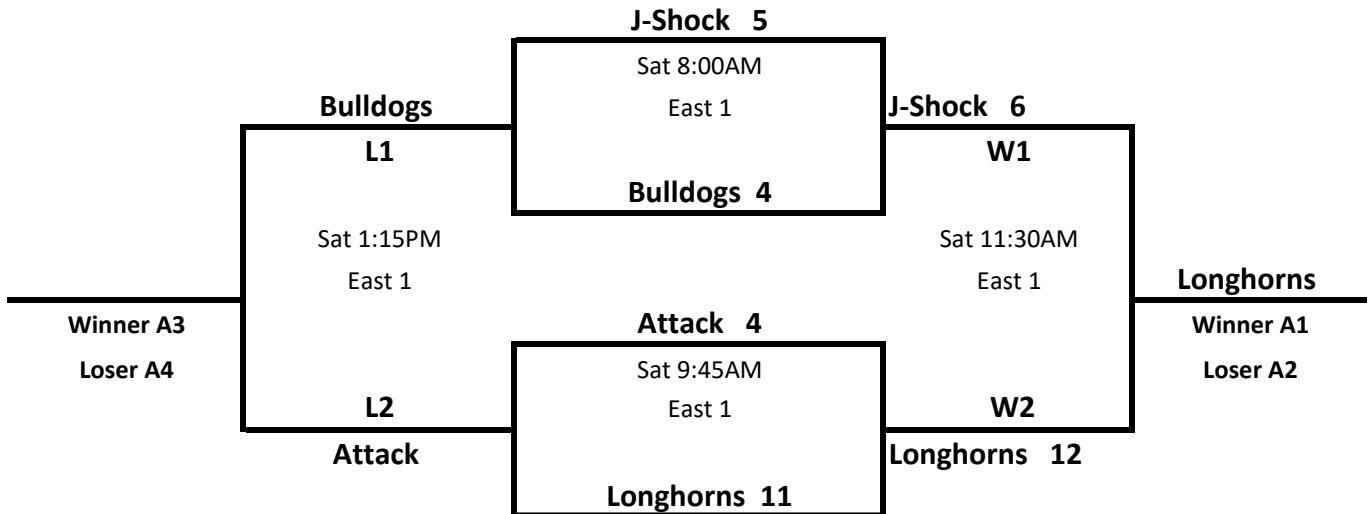 J-Shock 5
Sat 8:00AM
Bulldogs
East 1
J-Shock 6
L1
W1
Bulldogs 4
Sat 1:15PM
Sat 11:30AM
East 1
East 1
Longhorns
Winner A3
Attack 4
Winner A1
Loser A4
Sat 9:45AM
Loser A2
L2
East 1
W2
Attack
Longhorns 12
Longhorns 11